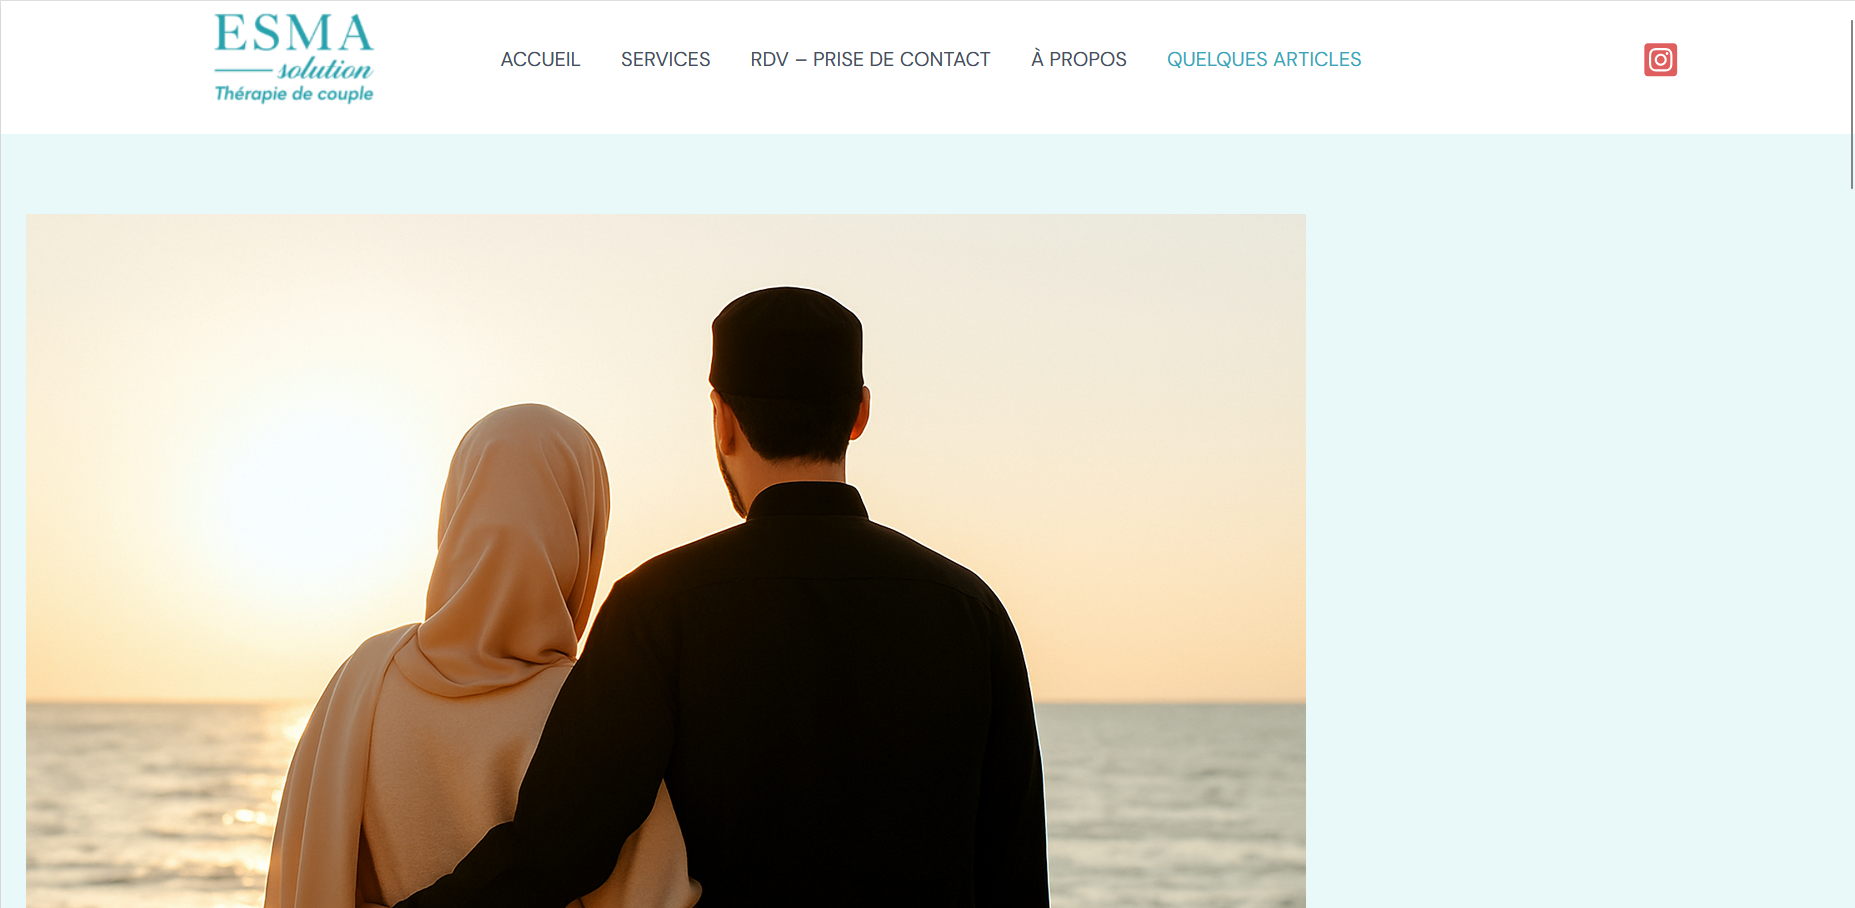 ESMA
solution
Thérapie de couple
ACCUEIL SERVICES RDV – PRISE DE CONTACT À PROPOS QUELQUES ARTICLES